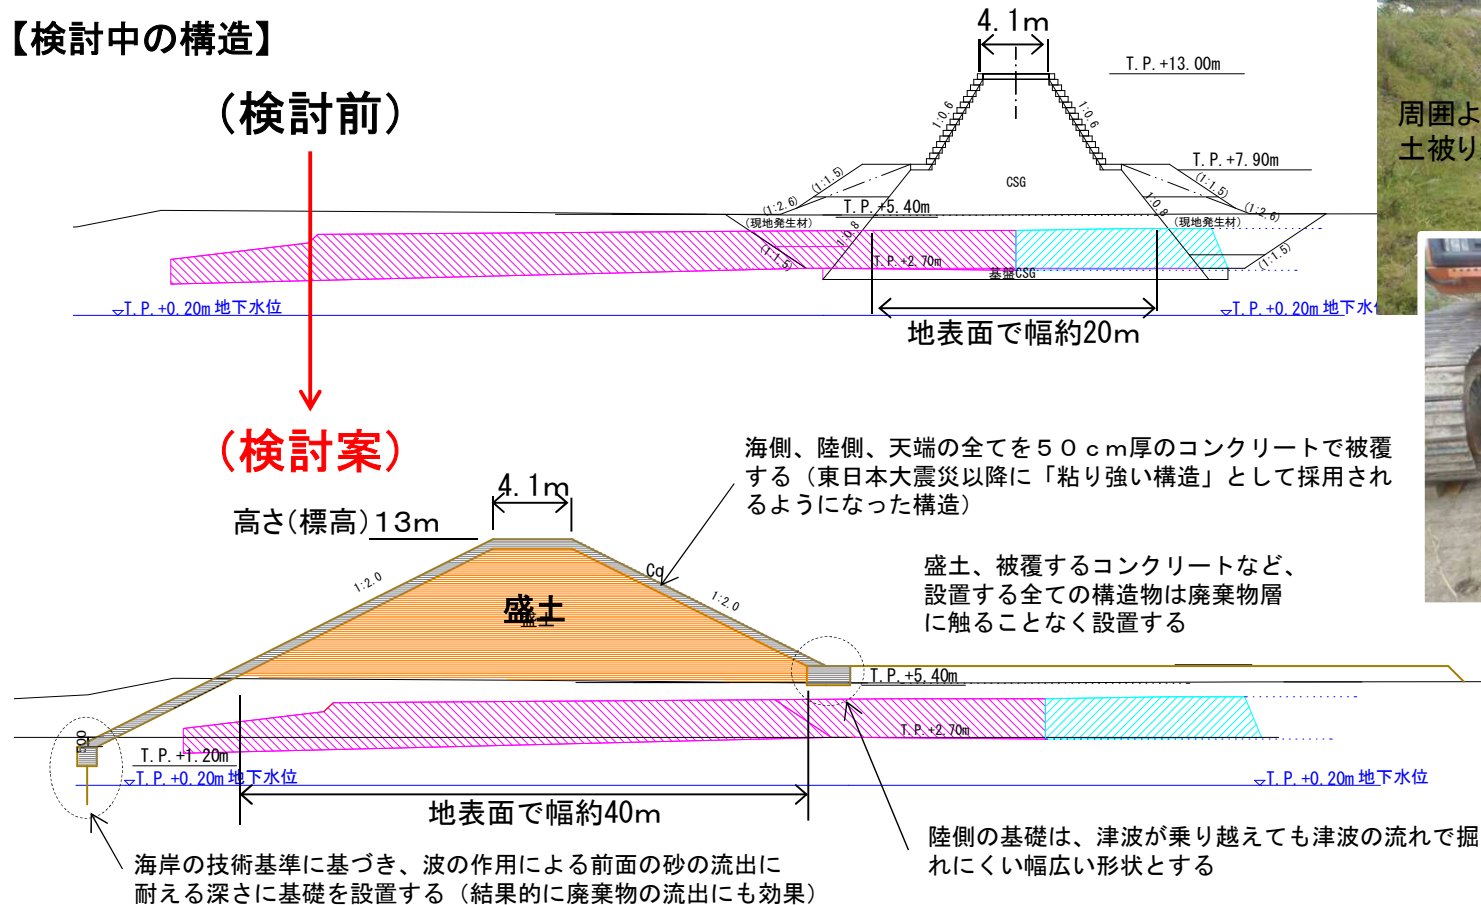 【検討中の構造】
（検討前）
4.1m
T.P.+13.00m
1:0.6
1:0.6
周囲よ
土被り
T.P.+7.90m
CSG
(1:1.5)
(1:1.5)
(1:2.6)
(1:2.6)
T.P.+5.40m
(現地発生材)
(現地発生材)
1:0.8
1:0.8
(1:1.5)
(1:1.5)
T.P.+2.70m
基盤CSG
▽T.P.+0.20m 地下水位
▽T.P.+0.20m 地下水位
地表面で幅約20m
（検討案）
海側、陸側、天端の全てを５０ｃｍ厚のコンクリートで被覆
する（東日本大震災以降に「粘り強い構造」として採用され
るようになった構造）
4.1m
高さ(標高)13m
1:2.0
Co
1:2.0
盛土
盛土
盛土、被覆するコンクリートなど、
設置する全ての構造物は廃棄物層
に触ることなく設置する
T.P.+5.40m
T.P.+2.70m
500
T.P.+1.20m
▽T.P.+0.20m 地下水位
▽T.P.+0.20m 地下水位
地表面で幅約40m
海岸の技術基準に基づき、波の作用による前面の砂の流出に
耐える深さに基礎を設置する（結果的に廃棄物の流出にも効果）
陸側の基礎は、津波が乗り越えても津波の流れで掘
れにくい幅広い形状とする